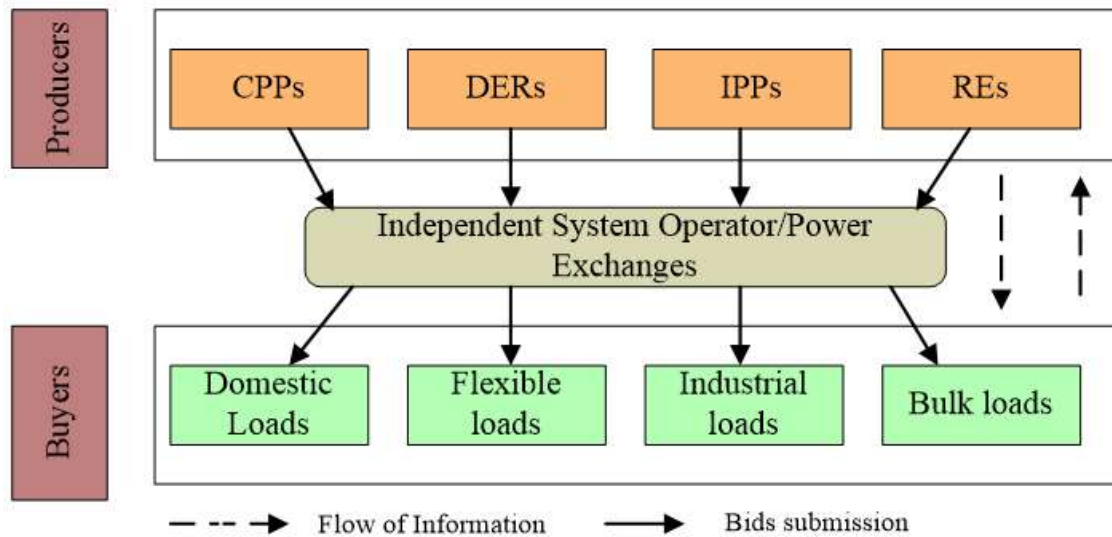 Producers
CPPs
DERs
IPPs
REs
Independent System Operator/Power
Exchanges
Buyers
Domestic
Loads
Flexible
loads
Industrial
loads
Bulk loads
Flow of Information
Bids submission